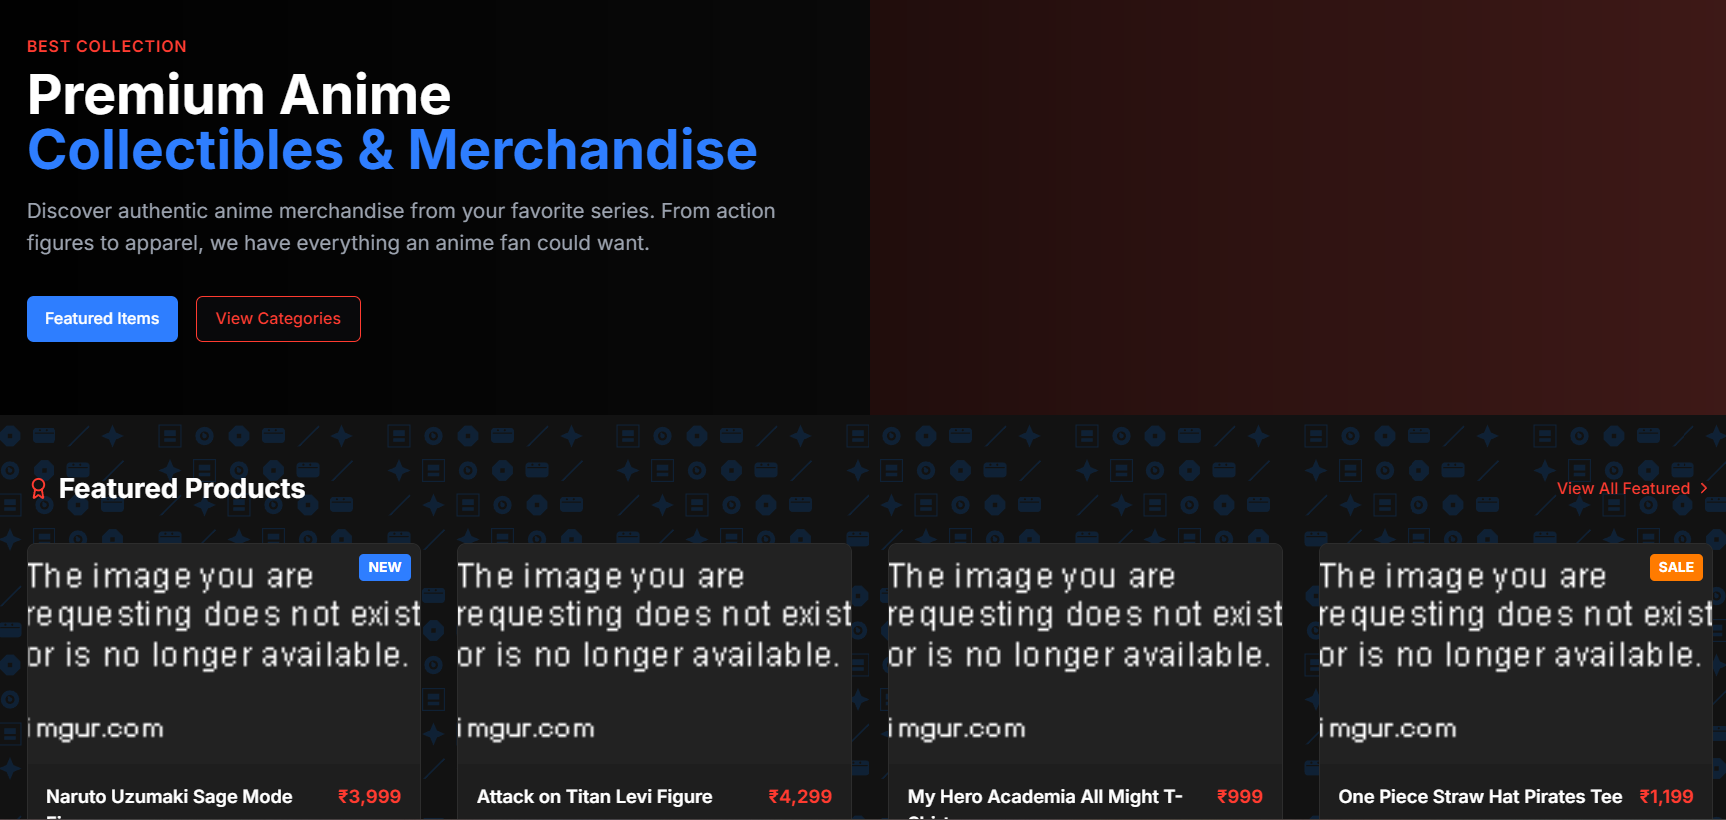 BEST COLLECTION
Premium Anime
Collectibles & Merchandise
Discover authentic anime merchandise from your favorite series. From action
figures to apparel, we have everything an anime fan could want.
Featured Items
View Categories
Featured Products
View All Featured
NEW
The image you are
requesting does not exist
or is no longer available.
imgur.com
Naruto Uzumaki Sage Mode
₹3,999
The image you are
requesting does not exist
or is no longer available.
imgur.com
Attack on Titan Levi Figure
₹4,299
The image you are
requesting does not exist
or is no longer available.
imgur.com
My Hero Academia All Might T-
₹999
SALE
The image you are
requesting does not exist
or is no longer available.
imgur.com
One Piece Straw Hat Pirates Tee
₹1,199